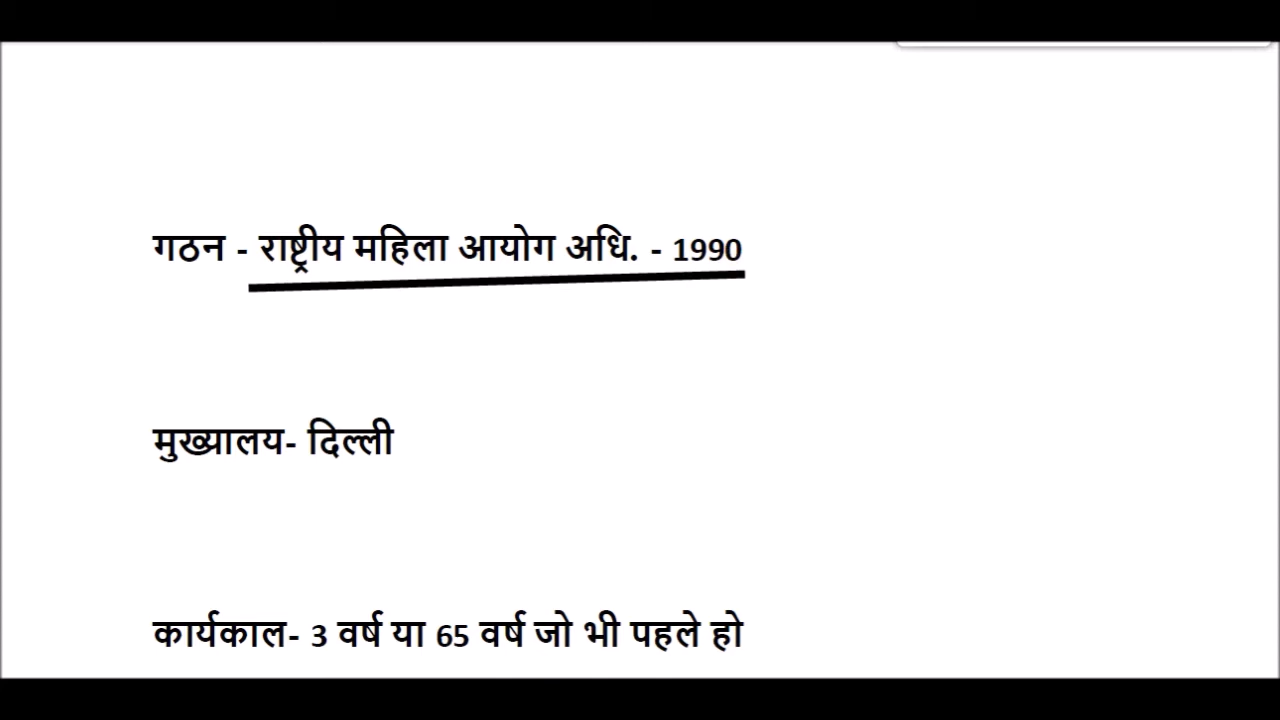 गठन - राष्ट्रीय महिला आयोग अधि. - 1990
मुख्यालय- दिल्ली
कार्यकाल- 3 वर्ष या 65 वर्ष जो भी पहले हो